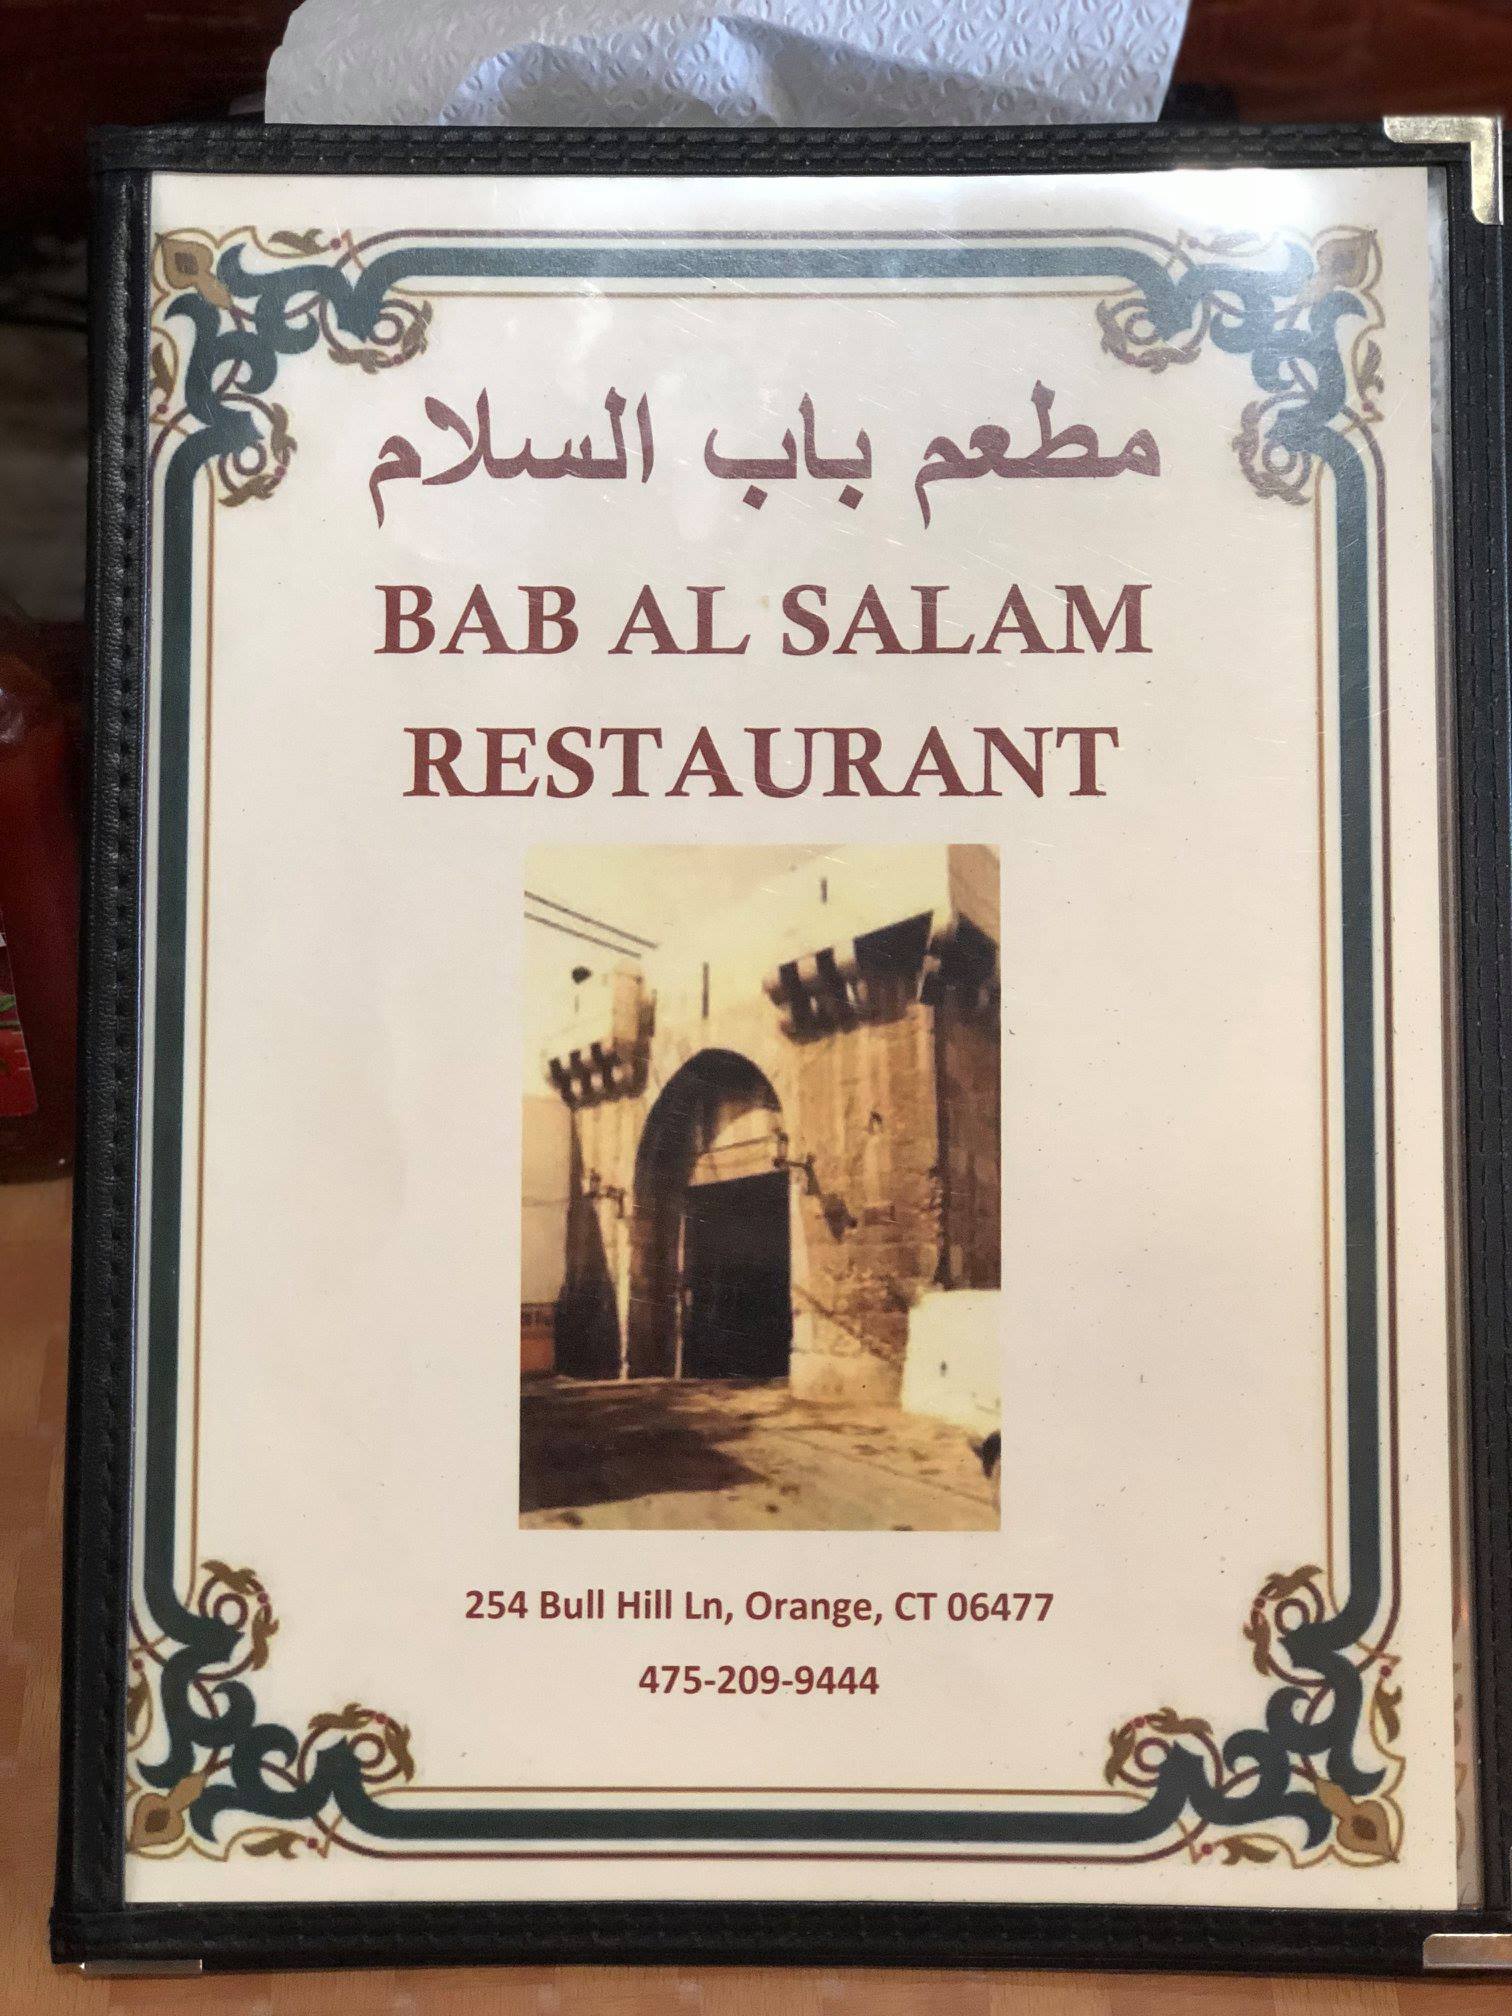 مطعم باب السلام
BAB AL SALAM
RESTAURANT
254 Bull Hill Ln, Orange, CT 06477
475-209-9444